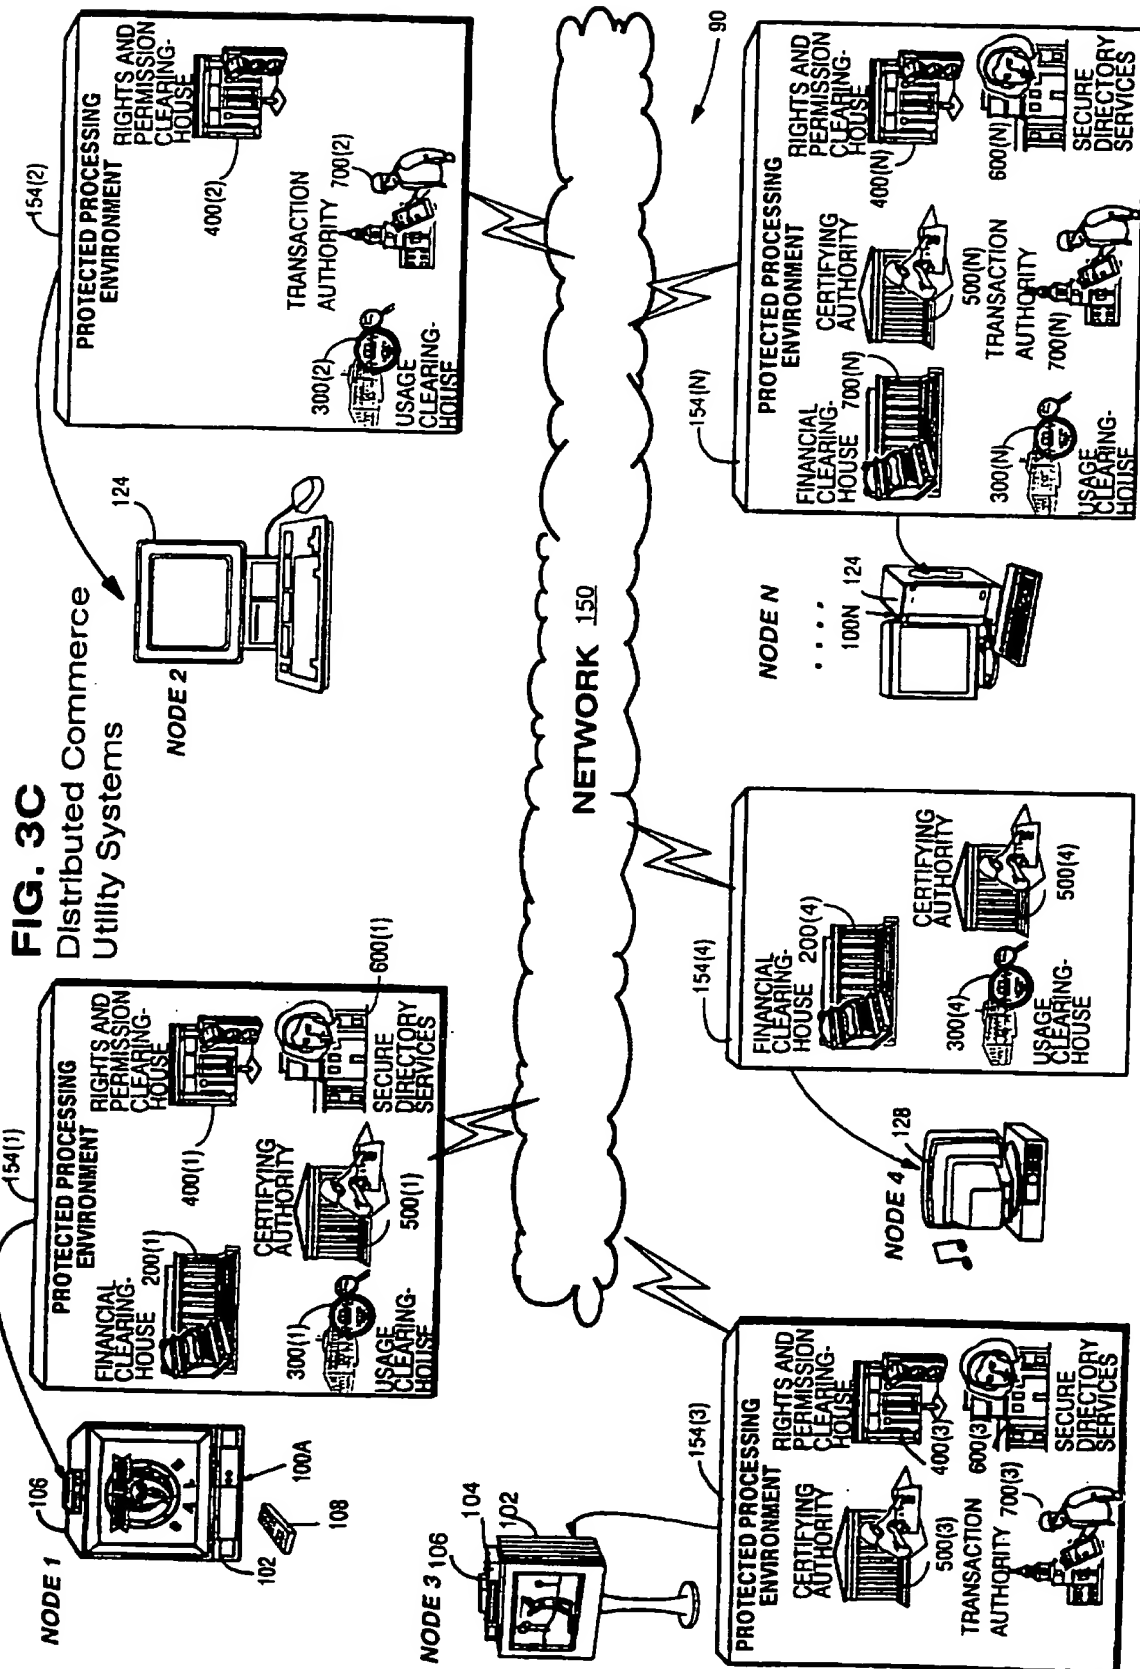 FIG. 3C
Distributed Commerce
Utility Systems
NODE 1
106
102
108
100A
154(1)
PROTECTED PROCESSING
ENVIRONMENT
FINANCIAL
CLEARING-
HOUSE
200(1)
RIGHTS AND
PERMISSION
CLEARING-
HOUSE
400(1)
CERTIFYING
AUTHORITY
500(1)
300(1)
USAGE
CLEARING-
HOUSE
600(1)
SECURE
DIRECTORY
SERVICES
NODE 2
124
154(2)
PROTECTED PROCESSING
ENVIRONMENT
RIGHTS AND
PERMISSION
CLEARING-
HOUSE
400(2)
TRANSACTION
AUTHORITY
700(2)
300(2)
USAGE
CLEARING-
HOUSE
NETWORK 150
90
NODE 3
106
104
102
154(3)
PROTECTED PROCESSING
ENVIRONMENT
RIGHTS AND
PERMISSION
CLEARING-
HOUSE
400(3)
CERTIFYING
AUTHORITY
500(3)
TRANSACTION
AUTHORITY
700(3)
600(3)
SECURE
DIRECTORY
SERVICES
NODE 4
128
154(4)
FINANCIAL
CLEARING-
HOUSE
200(4)
CERTIFYING
AUTHORITY
500(4)
300(4)
USAGE
CLEARING-
HOUSE
NODE N
. . . .
100N
124
154(N)
PROTECTED PROCESSING
ENVIRONMENT
FINANCIAL
CLEARING-
HOUSE
700(N)
CERTIFYING
AUTHORITY
500(N)
RIGHTS AND
PERMISSION
CLEARING-
HOUSE
400(N)
300(N)
USAGE
CLEARING-
HOUSE
TRANSACTION
AUTHORITY
700(N)
600(N)
SECURE
DIRECTORY
SERVICES